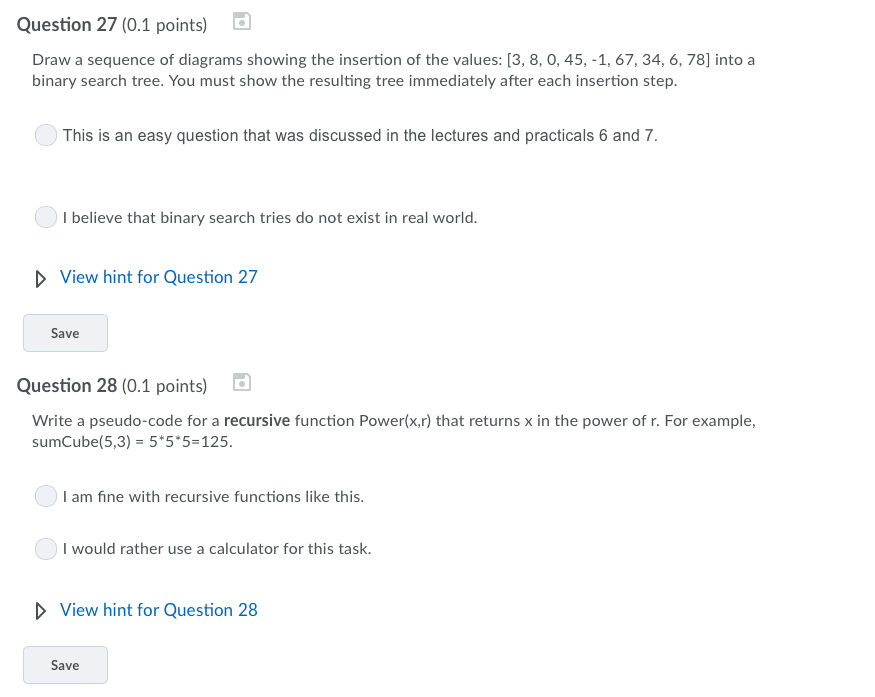 Question 27 (0.1 points)
Draw a sequence of diagrams showing the insertion of the values: [3, 8, 0, 45, -1, 67, 34, 6, 78] into a
binary search tree. You must show the resulting tree immediately after each insertion step.
This is an easy question that was discussed in the lectures and practicals 6 and 7.
I believe that binary search tries do not exist in real world.
View hint for Question 27
Save
Question 28 (0.1 points)
Write a pseudo-code for a recursive function Power(x,r) that returns x in the power of r. For example,
sumCube(5,3) = 5*5*5=125.
I am fine with recursive functions like this.
I would rather use a calculator for this task.
View hint for Question 28
Save